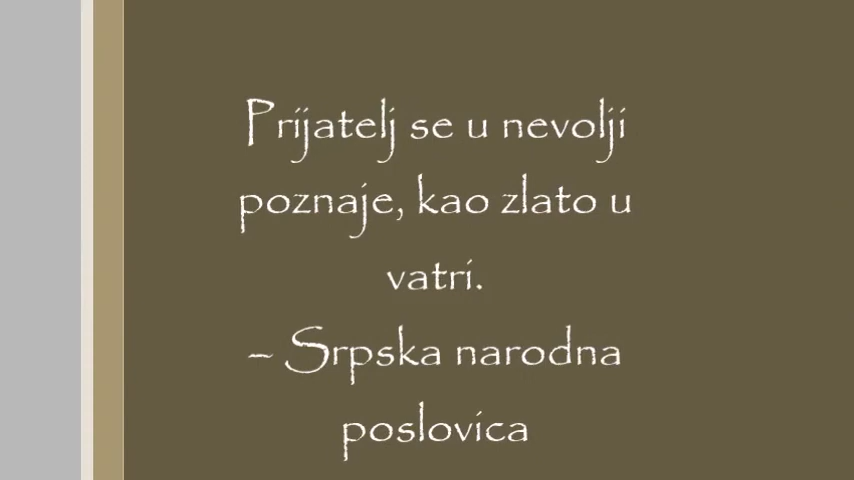 Prijatelj se u nevolji
poznaje, kao zlato u
vatri.
– Srpska narodna
poslovica